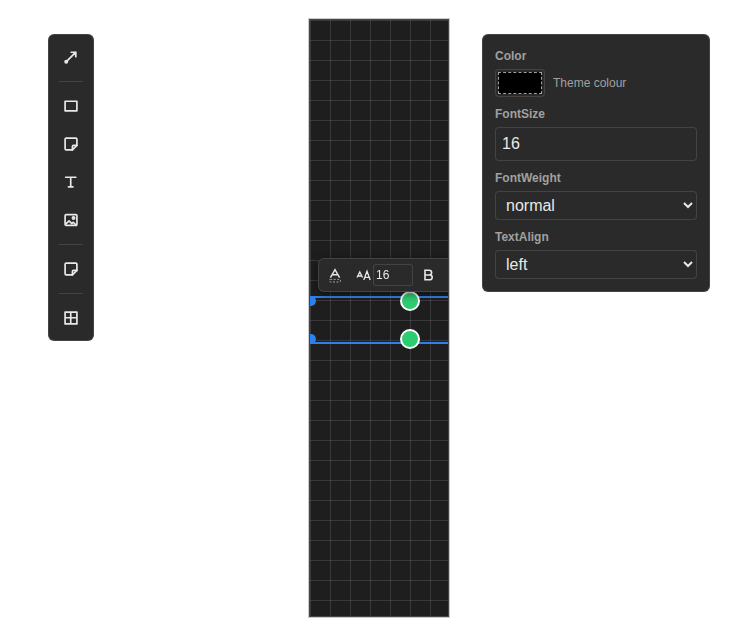 Color
Theme colour
FontSize
16
FontWeight
normal
TextAlign
left
16
B